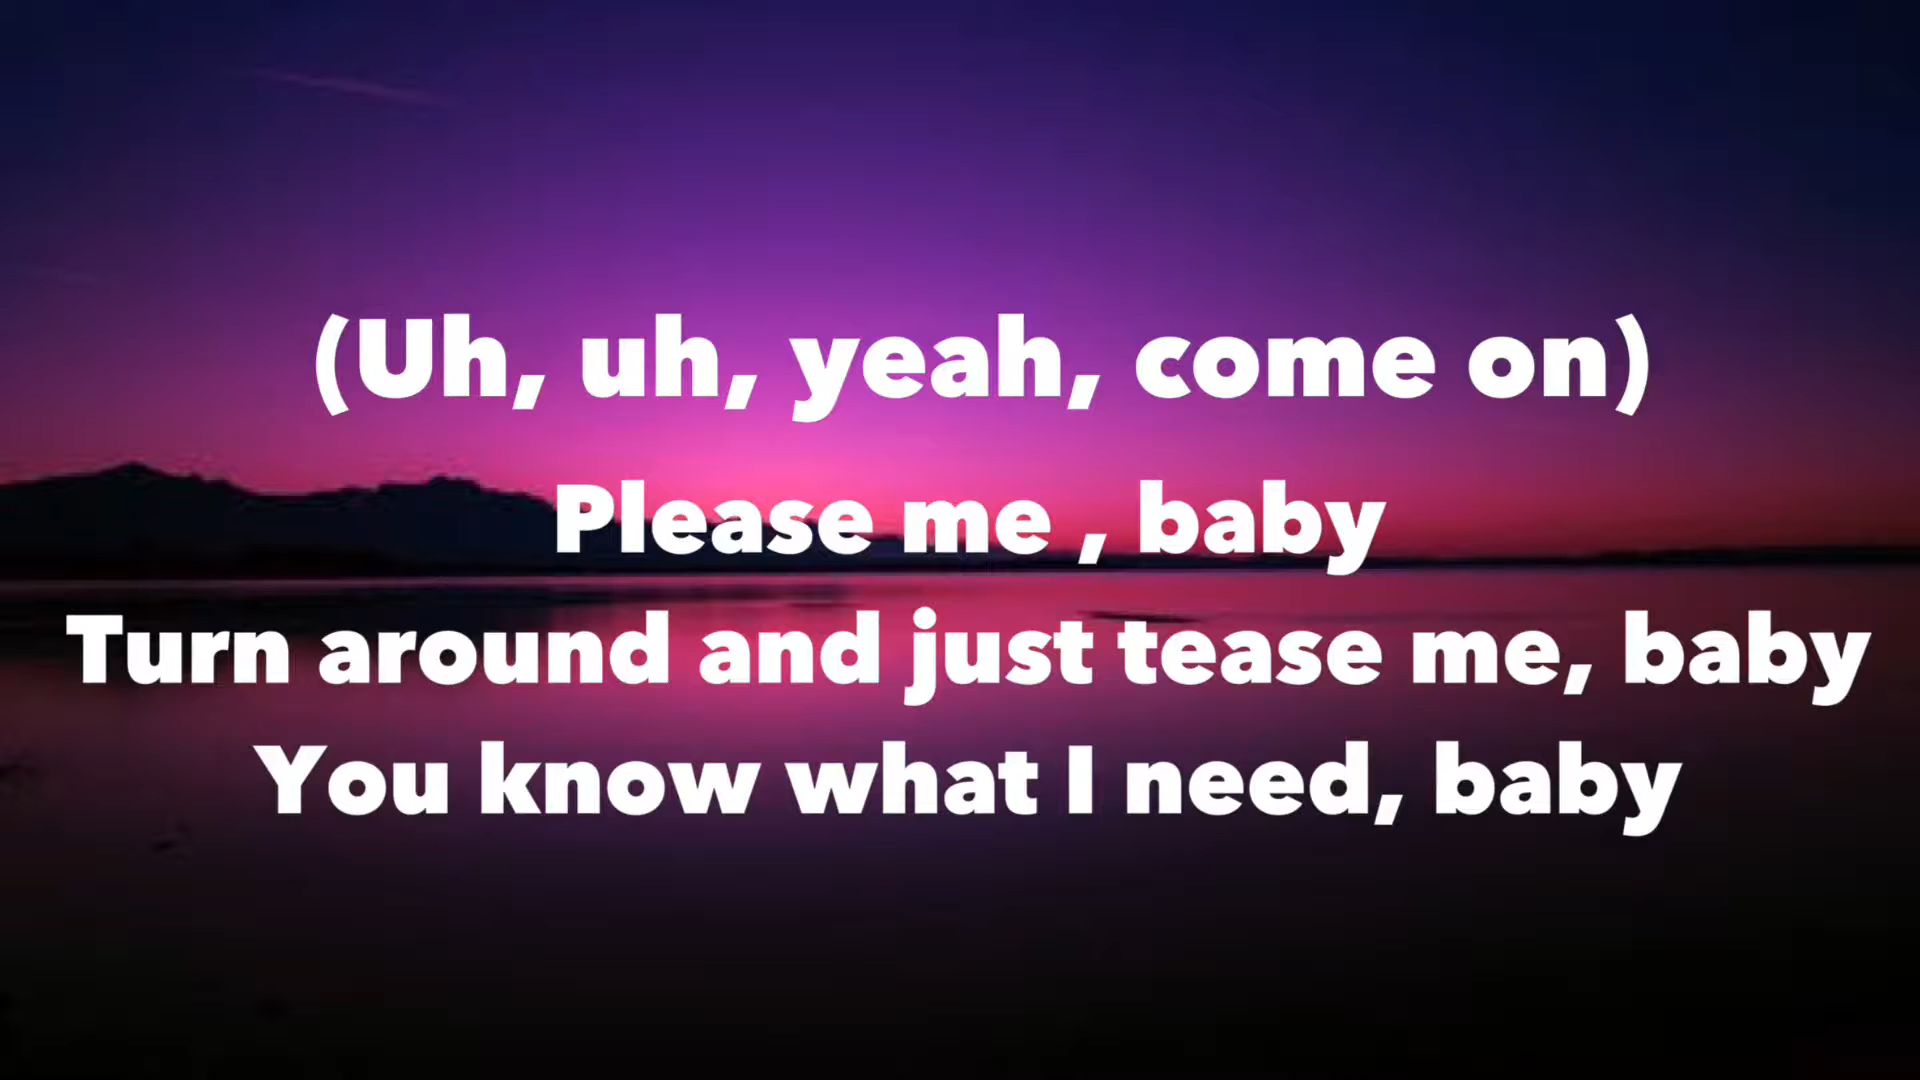 (Uh, uh, yeah, come on)
Please me , baby
Turn around and just tease me, baby
You know what I need, baby